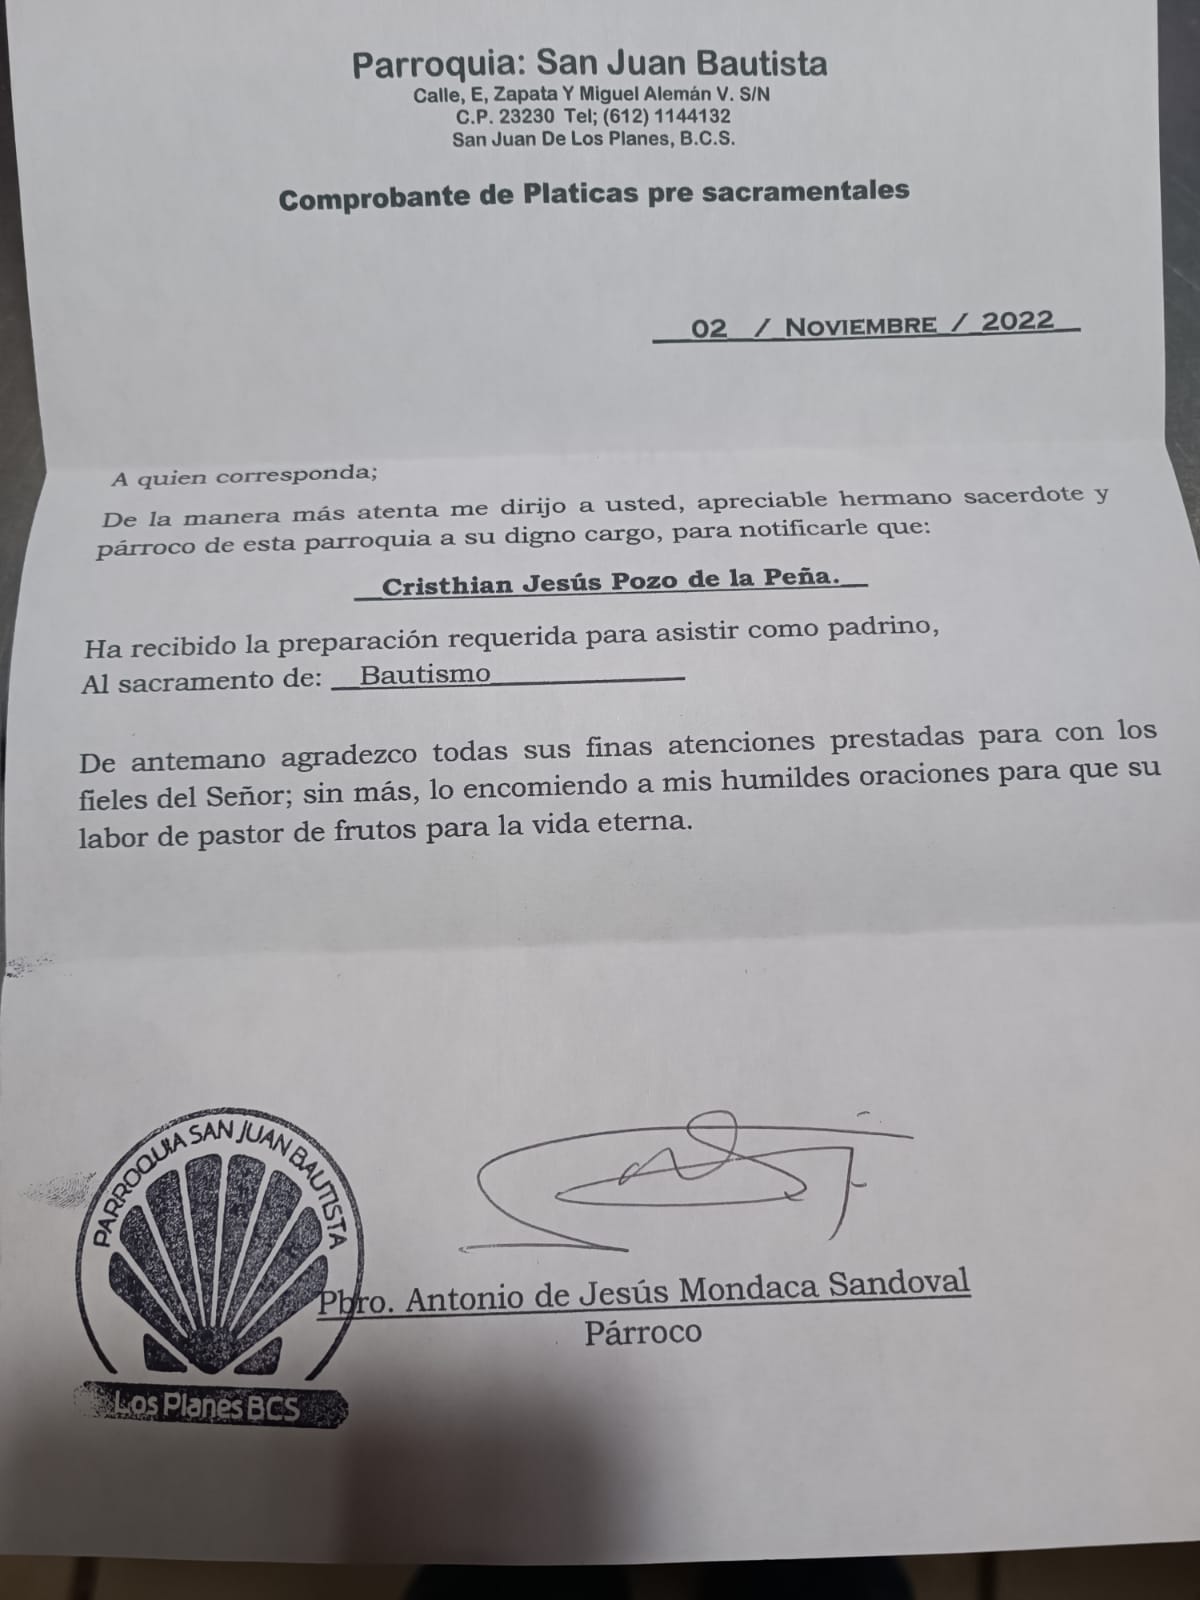 Parroquia: San Juan Bautista
Calle, E, Zapata Y Miguel Alemán V. S/N
C.P. 23230 Tel; (612) 1144132
San Juan De Los Planes, B.C.S.
Comprobante de Platicas pre sacramentales
02 / Noviembre / 2022
A quien corresponda;
De la manera más atenta me dirijo a usted, apreciable hermano sacerdote y
párroco de esta parroquia a su digno cargo, para notificarle que:
Cristhian Jesús Pozo de la Peña.
Ha recibido la preparación requerida para asistir como padrino,
Al sacramento de: Bautismo
De antemano agradezco todas sus finas atenciones prestadas para con los
fieles del Señor; sin más, lo encomiendo a mis humildes oraciones para que su
labor de pastor de frutos para la vida eterna.
PARROQUIA SAN JUAN BAUTISTA
Los Planes BCS
Pbro. Antonio de Jesús Mondaca Sandoval
Párroco